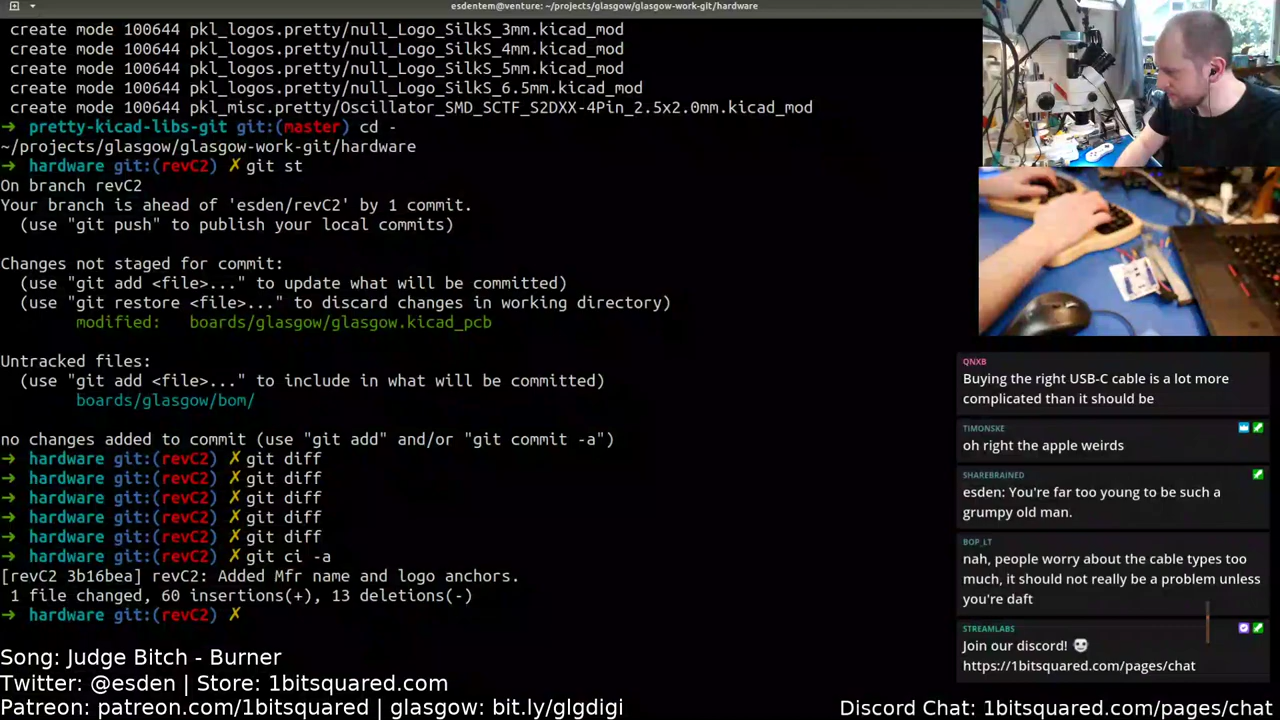 esdentem@venture: ~/projects/glasgow/glasgow-work-git/hardware
create mode 100644 pkl_logos.pretty/null_Logo_SilkS_3mm.kicad_mod
create mode 100644 pkl_logos.pretty/null_Logo_SilkS_4mm.kicad_mod
create mode 100644 pkl_logos.pretty/null_Logo_SilkS_5mm.kicad_mod
create mode 100644 pkl_logos.pretty/null_Logo_SilkS_6.5mm.kicad_mod
create mode 100644 pkl_misc.pretty/Oscillator_SMD_SCTF_S2DXX-4Pin_2.5x2.0mm.kicad_mod
→ pretty-kicad-libs-git git:(master) cd -
~/projects/glasgow/glasgow-work-git/hardware
→ hardware git:(revC2) ✗ git st
On branch revC2
Your branch is ahead of 'esden/revC2' by 1 commit.
(use "git push" to publish your local commits)
Changes not staged for commit:
(use "git add <file>..." to update what will be committed)
(use "git restore <file>..." to discard changes in working directory)
modified: boards/glasgow/glasgow.kicad_pcb
Untracked files:
(use "git add <file>..." to include in what will be committed)
boards/glasgow/bom/
no changes added to commit (use "git add" and/or "git commit -a")
→ hardware git:(revC2) ✗ git diff
→ hardware git:(revC2) ✗ git diff
→ hardware git:(revC2) ✗ git diff
→ hardware git:(revC2) ✗ git diff
→ hardware git:(revC2) ✗ git diff
→ hardware git:(revC2) ✗ git ci -a
[revC2 3b16bea] revC2: Added Mfr name and logo anchors.
1 file changed, 60 insertions(+), 13 deletions(-)
→ hardware git:(revC2) ✗
QNXB
Buying the right USB-C cable is a lot more
complicated than it should be
TIMONSKE
oh right the apple weirds
SHAREBRAINED
esden: You're far too young to be such a
grumpy old man.
BOP_LT
nah, people worry about the cable types too
much, it should not really be a problem unless
you're daft
STREAMLABS
Join our discord!
https://1bitsquared.com/pages/chat
Song: Judge Bitch - Burner
Twitter: @esden | Store: 1bitsquared.com
Patreon: patreon.com/1bitsquared | glasgow: bit.ly/glgdigi
Discord Chat: 1bitsquared.com/pages/chat